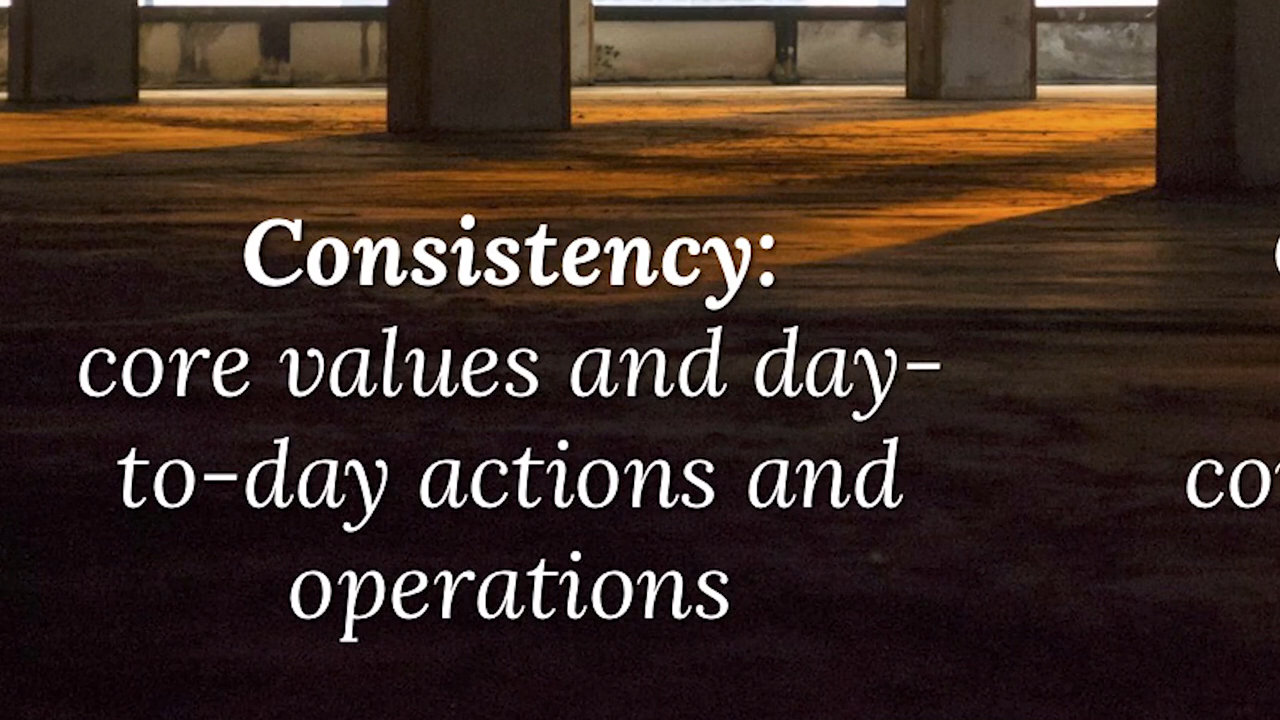 Consistency:
core values and day-
to-day actions and
operations